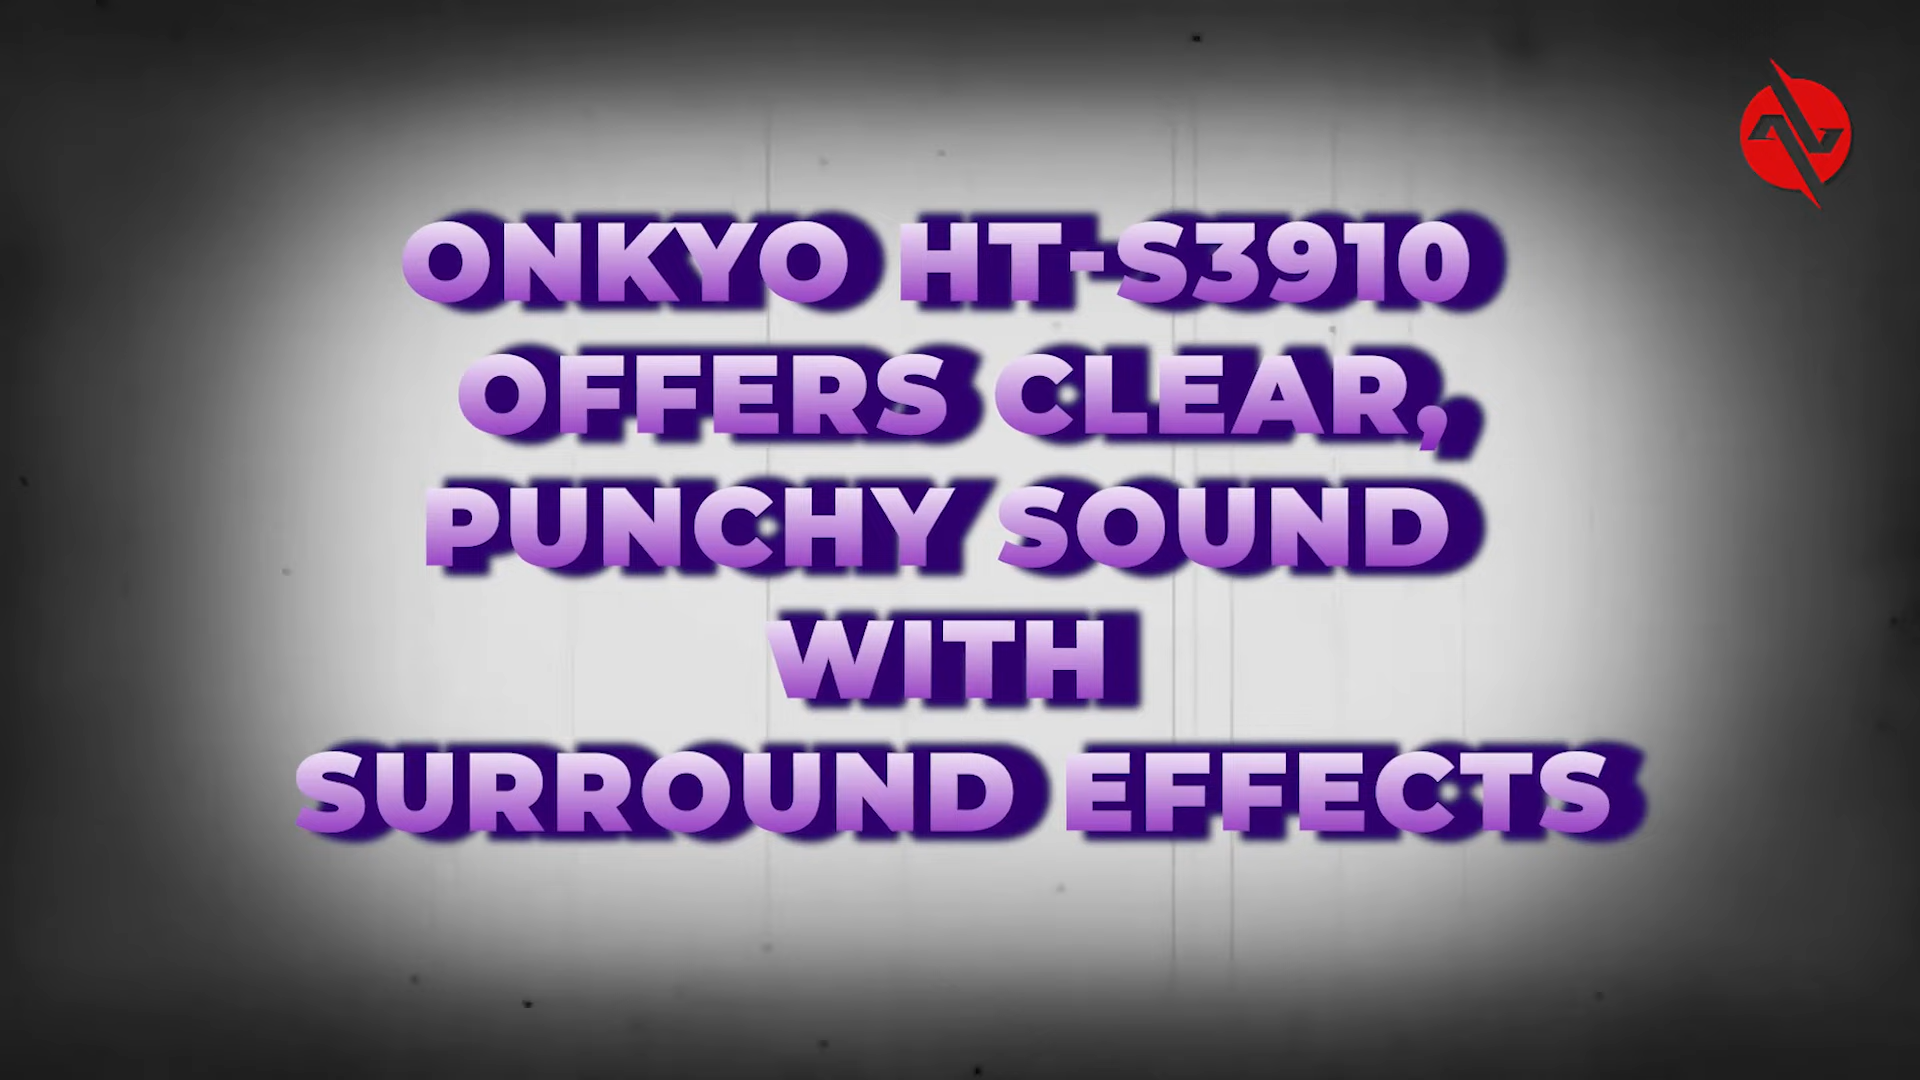 ONKYO HT-S3910
OFFERS CLEAR,
PUNCHY SOUND
WITH
SURROUND EFFECTS